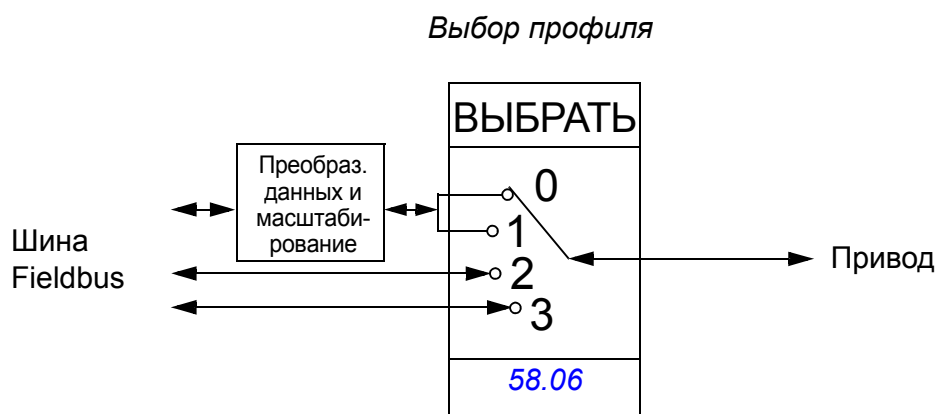 Выбор профиля
ВЫБРАТЬ
Преобраз.
данных и
масштаби-
рование
0
1
2
3
Шина
Fieldbus
Привод
58.06